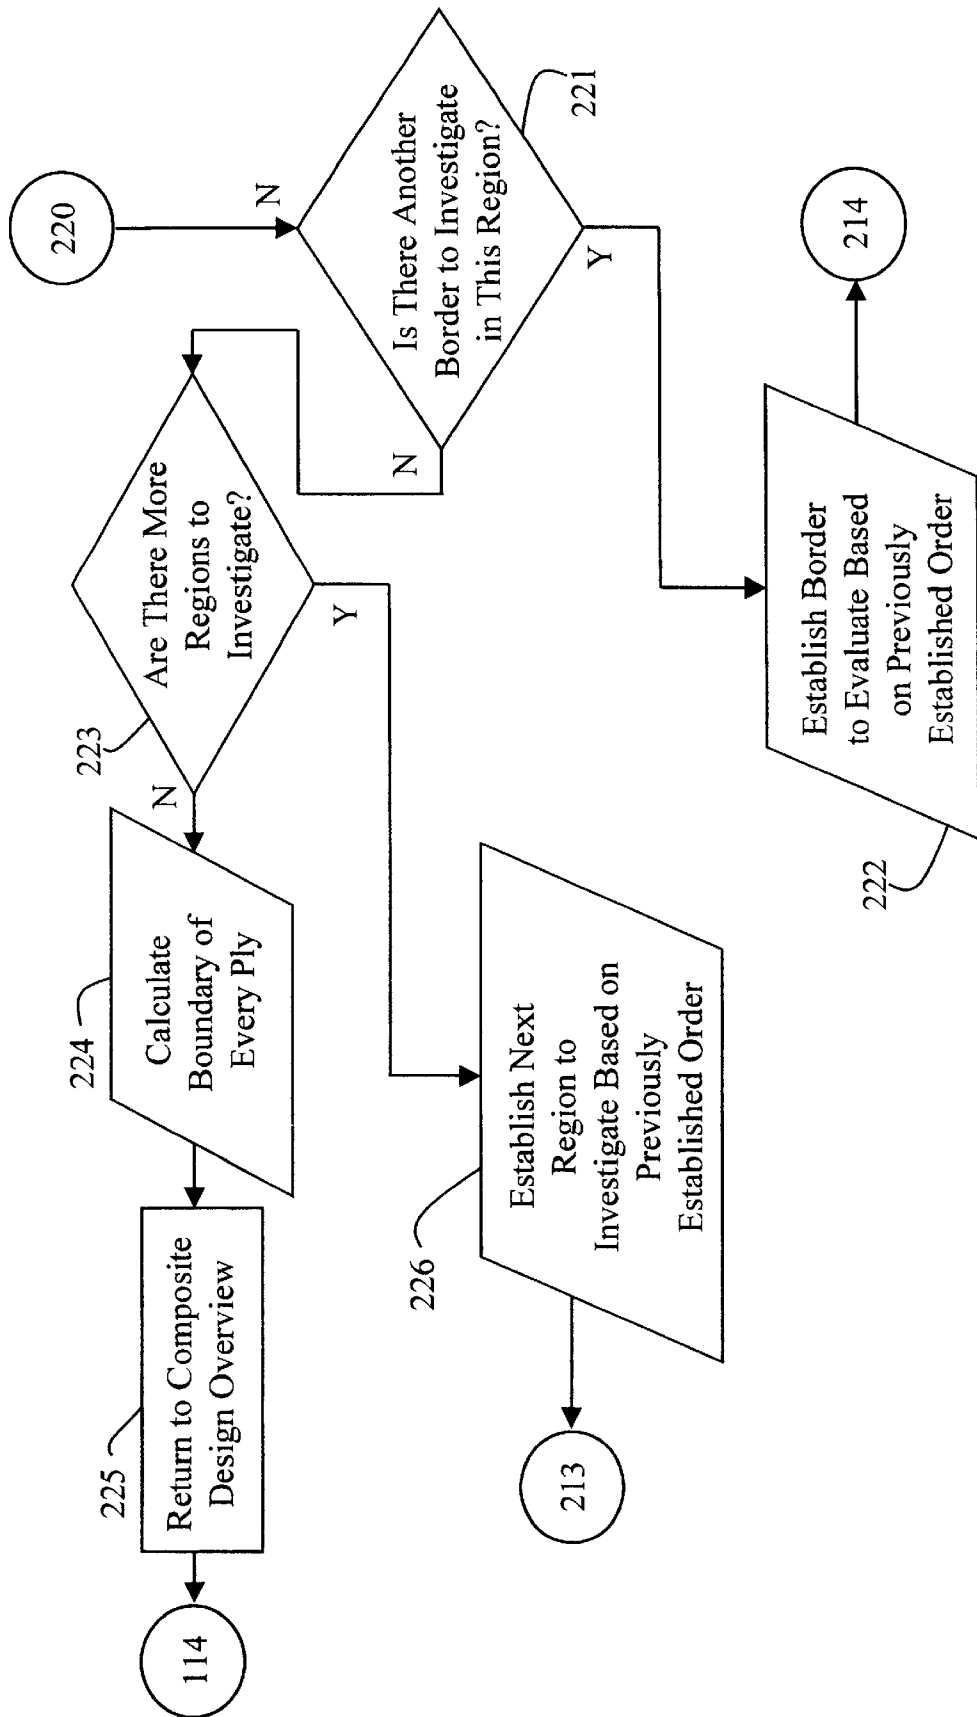 220
N
Is There Another
Border to Investigate
in This Region?
221
N
Y
Are There More
Regions to
Investigate?
223
N
Y
Calculate
Boundary of
Every Ply
224
Return to Composite
Design Overview
225
114
Establish Next
Region to
Investigate Based on
Previously
Established Order
226
213
Establish Border
to Evaluate Based
on Previously
Established Order
222
214